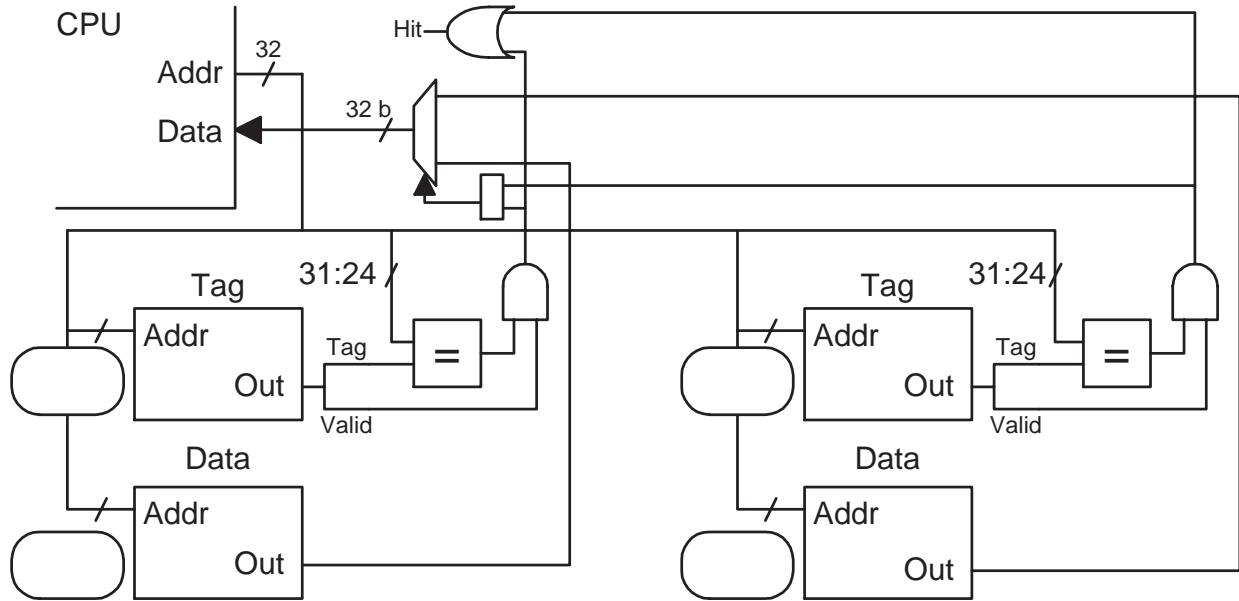 CPU
Hit
32
Addr
32 b
Data
31:24
31:24
Tag
Tag
Addr
=
Addr
=
Tag
Tag
Out
Out
Valid
Valid
Data
Data
Addr
Addr
Out
Out